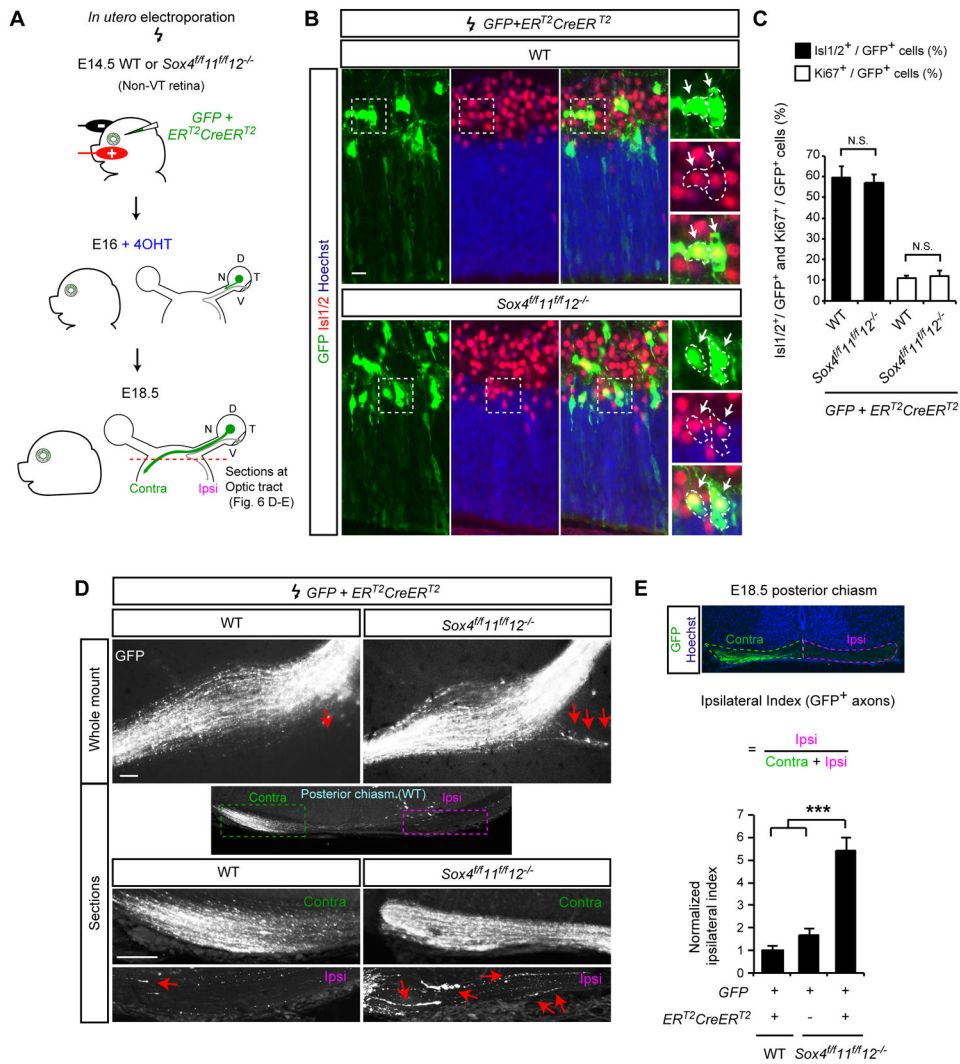 A
In utero electroporation
E14.5 WT or Sox4f/f11f/f12-/-
(Non-VT retina)
GFP +
ERT2CreERT2
E16 + 4OHT
D
N
T
V
E18.5
D
N
T
V
Contra
Ipsi
Sections at
Optic tract
(Fig. 6 D-E)
B
GFP+ERT2CreERT2
WT
GFP Isl1/2 Hoechst
Sox4f/f11f/f12-/-
C
Isl1/2+ / GFP+ cells (%)
Ki67+ / GFP+ cells (%)
Isl1/2+/ GFP+ and Ki67+ / GFP+ cells (%)
70
60
50
40
30
20
10
0
N.S.
N.S.
WT
Sox4f/f11f/f12-/-
WT
Sox4f/f11f/f12-/-
GFP + ERT2CreERT2
D
GFP + ERT2CreERT2
WT
Sox4f/f11f/f12-/-
Whole mount
GFP
Sections
Contra
Posterior chiasm (WT)
Ipsi
WT
Sox4f/f11f/f12-/-
Contra
Contra
Ipsi
Ipsi
E
E18.5 posterior chiasm
GFP
Hoechst
Contra
Ipsi
Ipsilateral Index (GFP+ axons)
= Ipsi
Contra + Ipsi
Normalized
ipsilateral index
7
6
5
4
3
2
1
0
***
GFP + + +
ERT2CreERT2 + - +
WT
Sox4f/f11f/f12-/-